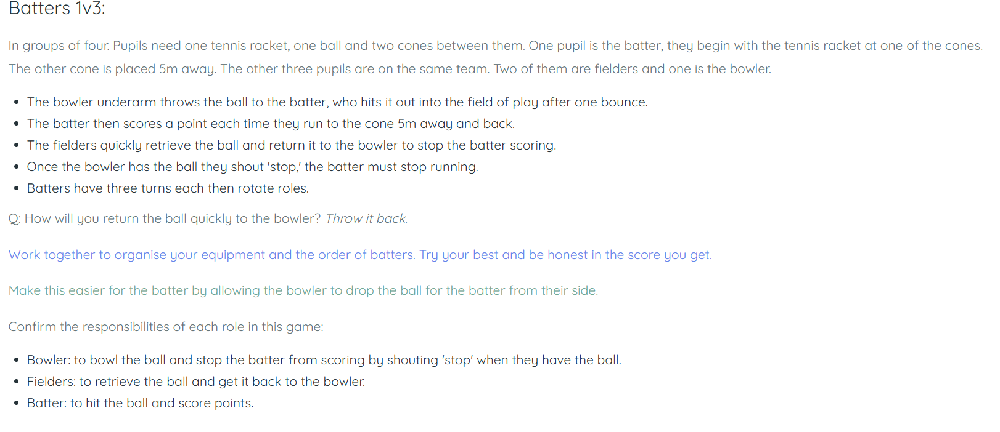 Batters 1v3:
In groups of four. Pupils need one tennis racket, one ball and two cones between them. One pupil is the batter, they begin with the tennis racket at one of the cones.
The other cone is placed 5m away. The other three pupils are on the same team. Two of them are fielders and one is the bowler.
• The bowler underarm throws the ball to the batter, who hits it out into the field of play after one bounce.
• The batter then scores a point each time they run to the cone 5m away and back.
• The fielders quickly retrieve the ball and return it to the bowler to stop the batter scoring.
• Once the bowler has the ball they shout 'stop,' the batter must stop running.
• Batters have three turns each then rotate roles.
Q: How will you return the ball quickly to the bowler? Throw it back.
Work together to organise your equipment and the order of batters. Try your best and be honest in the score you get.
Make this easier for the batter by allowing the bowler to drop the ball for the batter from their side.
Confirm the responsibilities of each role in this game:
• Bowler: to bowl the ball and stop the batter from scoring by shouting 'stop' when they have the ball.
• Fielders: to retrieve the ball and get it back to the bowler.
• Batter: to hit the ball and score points.